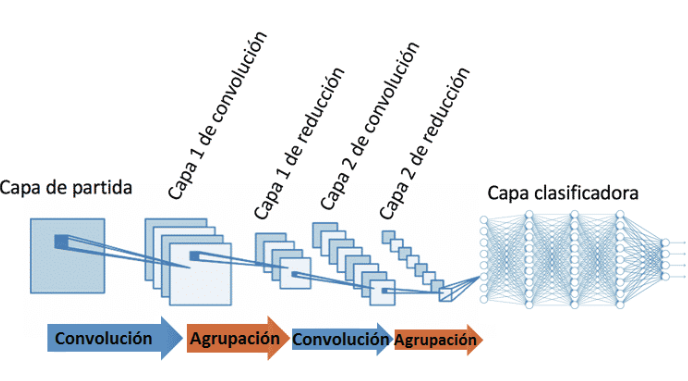 Capa de partida
Capa 1 de convolución
Capa 1 de reducción
Capa 2 de convolución
Capa 2 de reducción
Capa clasificadora
Convolución
Agrupación
Convolución
Agrupación